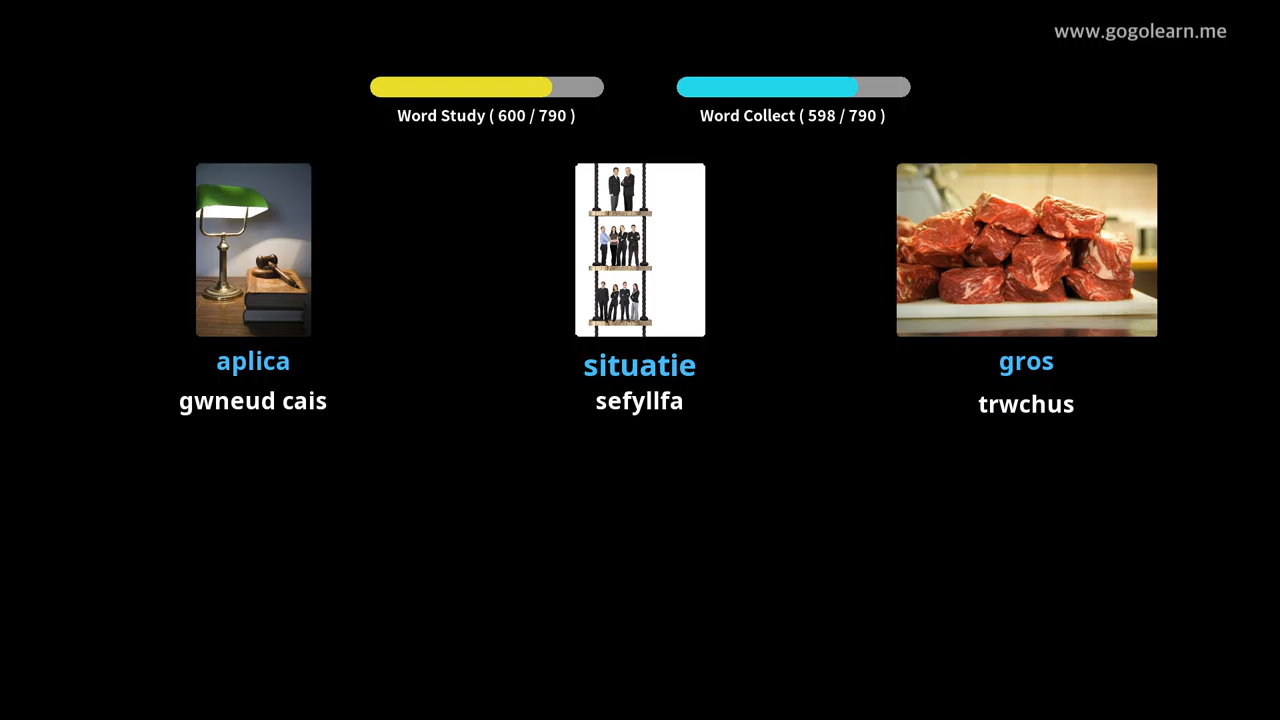 www.gogolearn.me
Word Study ( 600 / 790 )
Word Collect ( 598 / 790 )
aplica
situatie
gros
gwneud cais
sefyllfa
trwchus